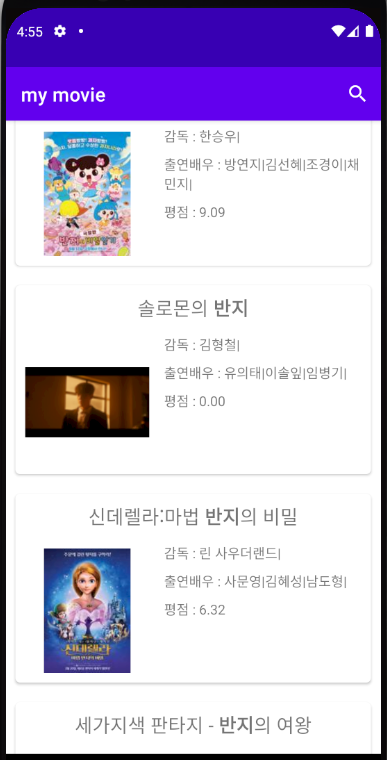 4:55
my movie
감독 : 한승우|
출연배우 : 방연지|김선혜|조경이|채
민지|
평점 : 9.09
솔로몬의 반지
감독 : 김형철|
출연배우 : 유의태|이솔잎|임병기|
평점 : 0.00
신데렐라:마법 반지의 비밀
감독 : 린 사우더랜드|
출연배우 : 사문영|김혜성|남도형|
평점 : 6.32
신데렐라
세가지색 판타지 - 반지의 여왕